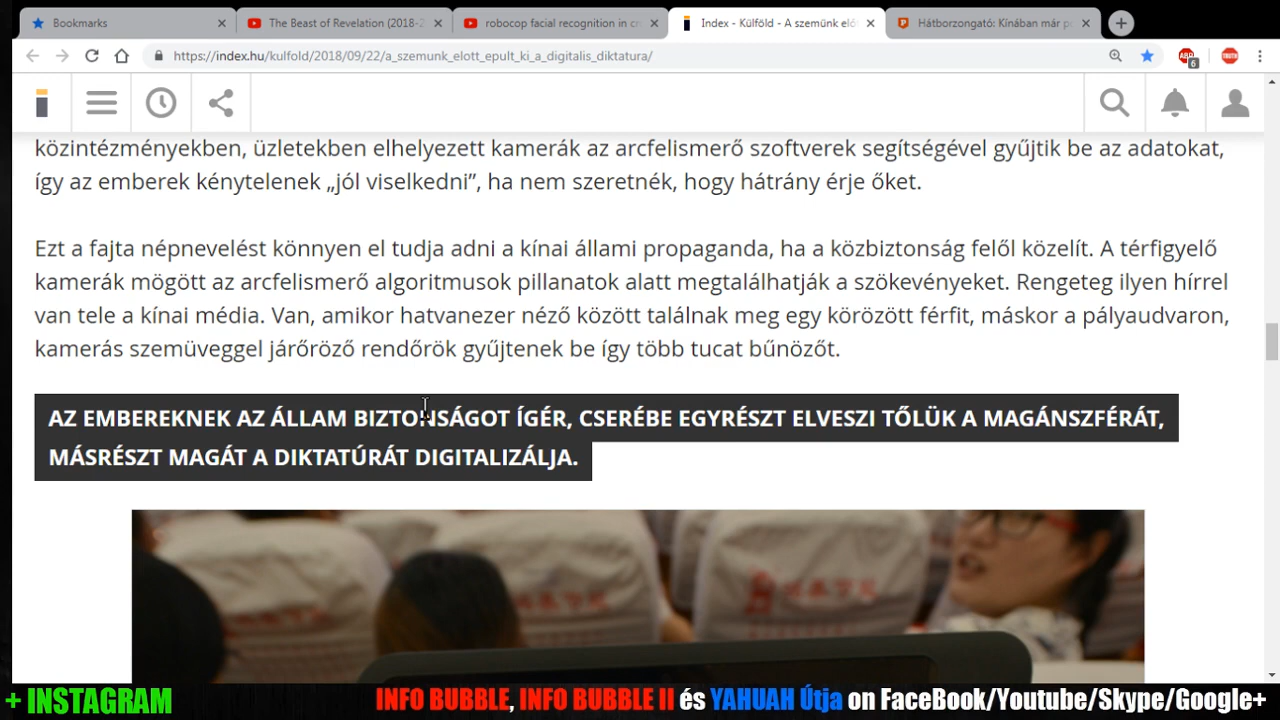 Bookmarks
The Beast of Revelation (2018-2
robocop facial recognition in c
Index - Külföld - A szemünk elő
Hátborzongató: Kínában már p
https://index.hu/kulfold/2018/09/22/a_szemunk_elott_epult_ki_a_digitalis_diktatura/
6
közintézményekben, üzletekben elhelyezett kamerák az arcfelismerő szoftverek segítségével gyűjtik be az adatokat,
így az emberek kénytelenek „jól viselkedni”, ha nem szeretnék, hogy hátrány érje őket.
Ezt a fajta népnevelést könnyen el tudja adni a kínai állami propaganda, ha a közbiztonság felől közelít. A térfigyelő
kamerák mögött az arcfelismerő algoritmusok pillanatok alatt megtalálhatják a szökevényeket. Rengeteg ilyen hírrel
van tele a kínai média. Van, amikor hatvanezer néző között találnak meg egy körözött férfit, máskor a pályaudvaron,
kamerás szemüveggel járőröző rendőrök gyűjtenek be így több tucat bűnözőt.
AZ EMBEREKNEK AZ ÁLLAM BIZTONSÁGOT ÍGÉR, CSERÉBE EGYRÉSZT ELVESZI TŐLÜK A MAGÁNSZFÉRÁT,
MÁSRÉSZT MAGÁT A DIKTATÚRÁT DIGITALIZÁLJA.
+ INSTAGRAM
INFO BUBBLE, INFO BUBBLE II és YAHUAH Útja on FaceBook/Youtube/Skype/Google+